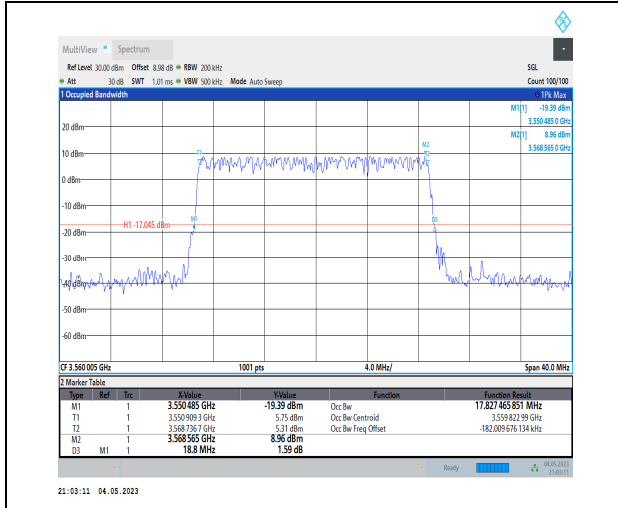 R S
MultiView Spectrum
Ref Level 30.00 dBm Offset 8.98 dB RBW 200 kHz SGL
Att 30 dB SWT 1.01 ms VBW 500 kHz Mode Auto Sweep Count 100/100
1 Occupied Bandwidth 1Pk Max
M1[1] -19.39 dBm
3.550 485 0 GHz
M2[1] 8.96 dBm
3.568 565 0 GHz
20 dBm
M2
10 dBm T1 T2
0 dBm
-10 dBm
H1 -17.045 dBm M1 D3
-20 dBm
-30 dBm
-40 dBm
-50 dBm
-60 dBm
CF 3.560 005 GHz 1001 pts 4.0 MHz/ Span 40.0 MHz
2 Marker Table
Type Ref Trc X-Value Y-Value Function Function Result
M1 1 3.550 485 GHz -19.39 dBm Occ Bw 17.827 465 851 MHz
T1 1 3.550 909 3 GHz 5.75 dBm Occ Bw Centroid 3.559 822 99 GHz
T2 1 3.568 736 7 GHz 5.31 dBm Occ Bw Freq Offset -182.009 676 134 kHz
M2 1 3.568 565 GHz 8.96 dBm
D3 M1 1 18.8 MHz 1.59 dB
Ready 04.05.2023
21:03:11
21:03:11 04.05.2023